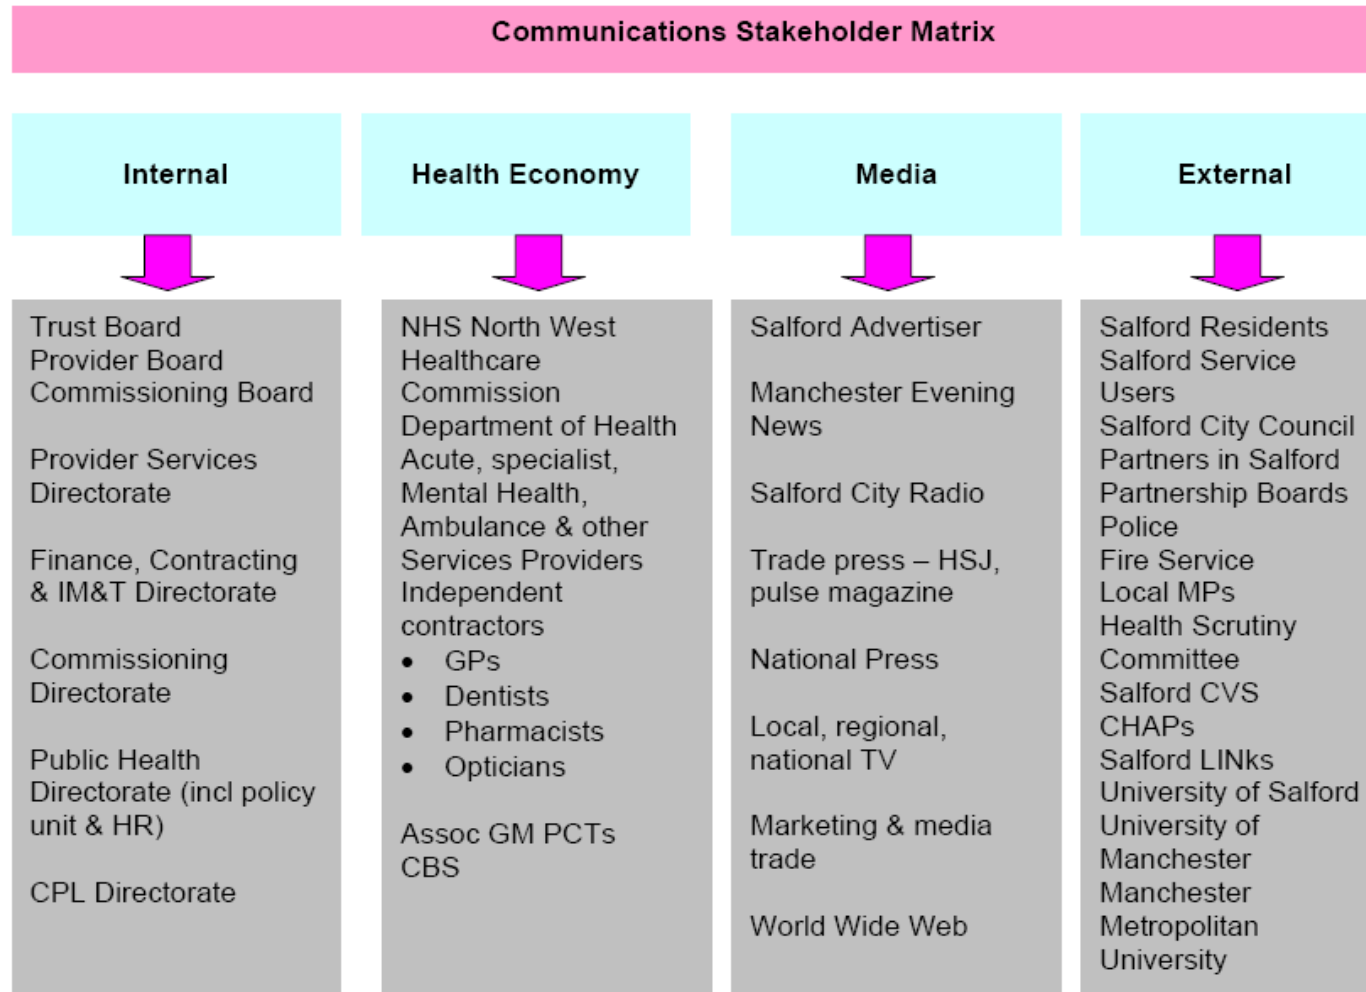 Communications Stakeholder Matrix
Internal
Health Economy
Media
External
Trust Board
Provider Board
Commissioning Board
Provider Services
Directorate
Finance, Contracting
& IM&T Directorate
Commissioning
Directorate
Public Health
Directorate (incl policy
unit & HR)
CPL Directorate
NHS North West
Healthcare
Commission
Department of Health
Acute, specialist,
Mental Health,
Ambulance & other
Services Providers
Independent
contractors
• GPs
• Dentists
• Pharmacists
• Opticians
Assoc GM PCTs
CBS
Salford Advertiser
Manchester Evening
News
Salford City Radio
Trade press – HSJ,
pulse magazine
National Press
Local, regional,
national TV
Marketing & media
trade
World Wide Web
Salford Residents
Salford Service
Users
Salford City Council
Partners in Salford
Partnership Boards
Police
Fire Service
Local MPs
Health Scrutiny
Committee
Salford CVS
CHAPs
Salford LINks
University of Salford
University of
Manchester
Manchester
Metropolitan
University